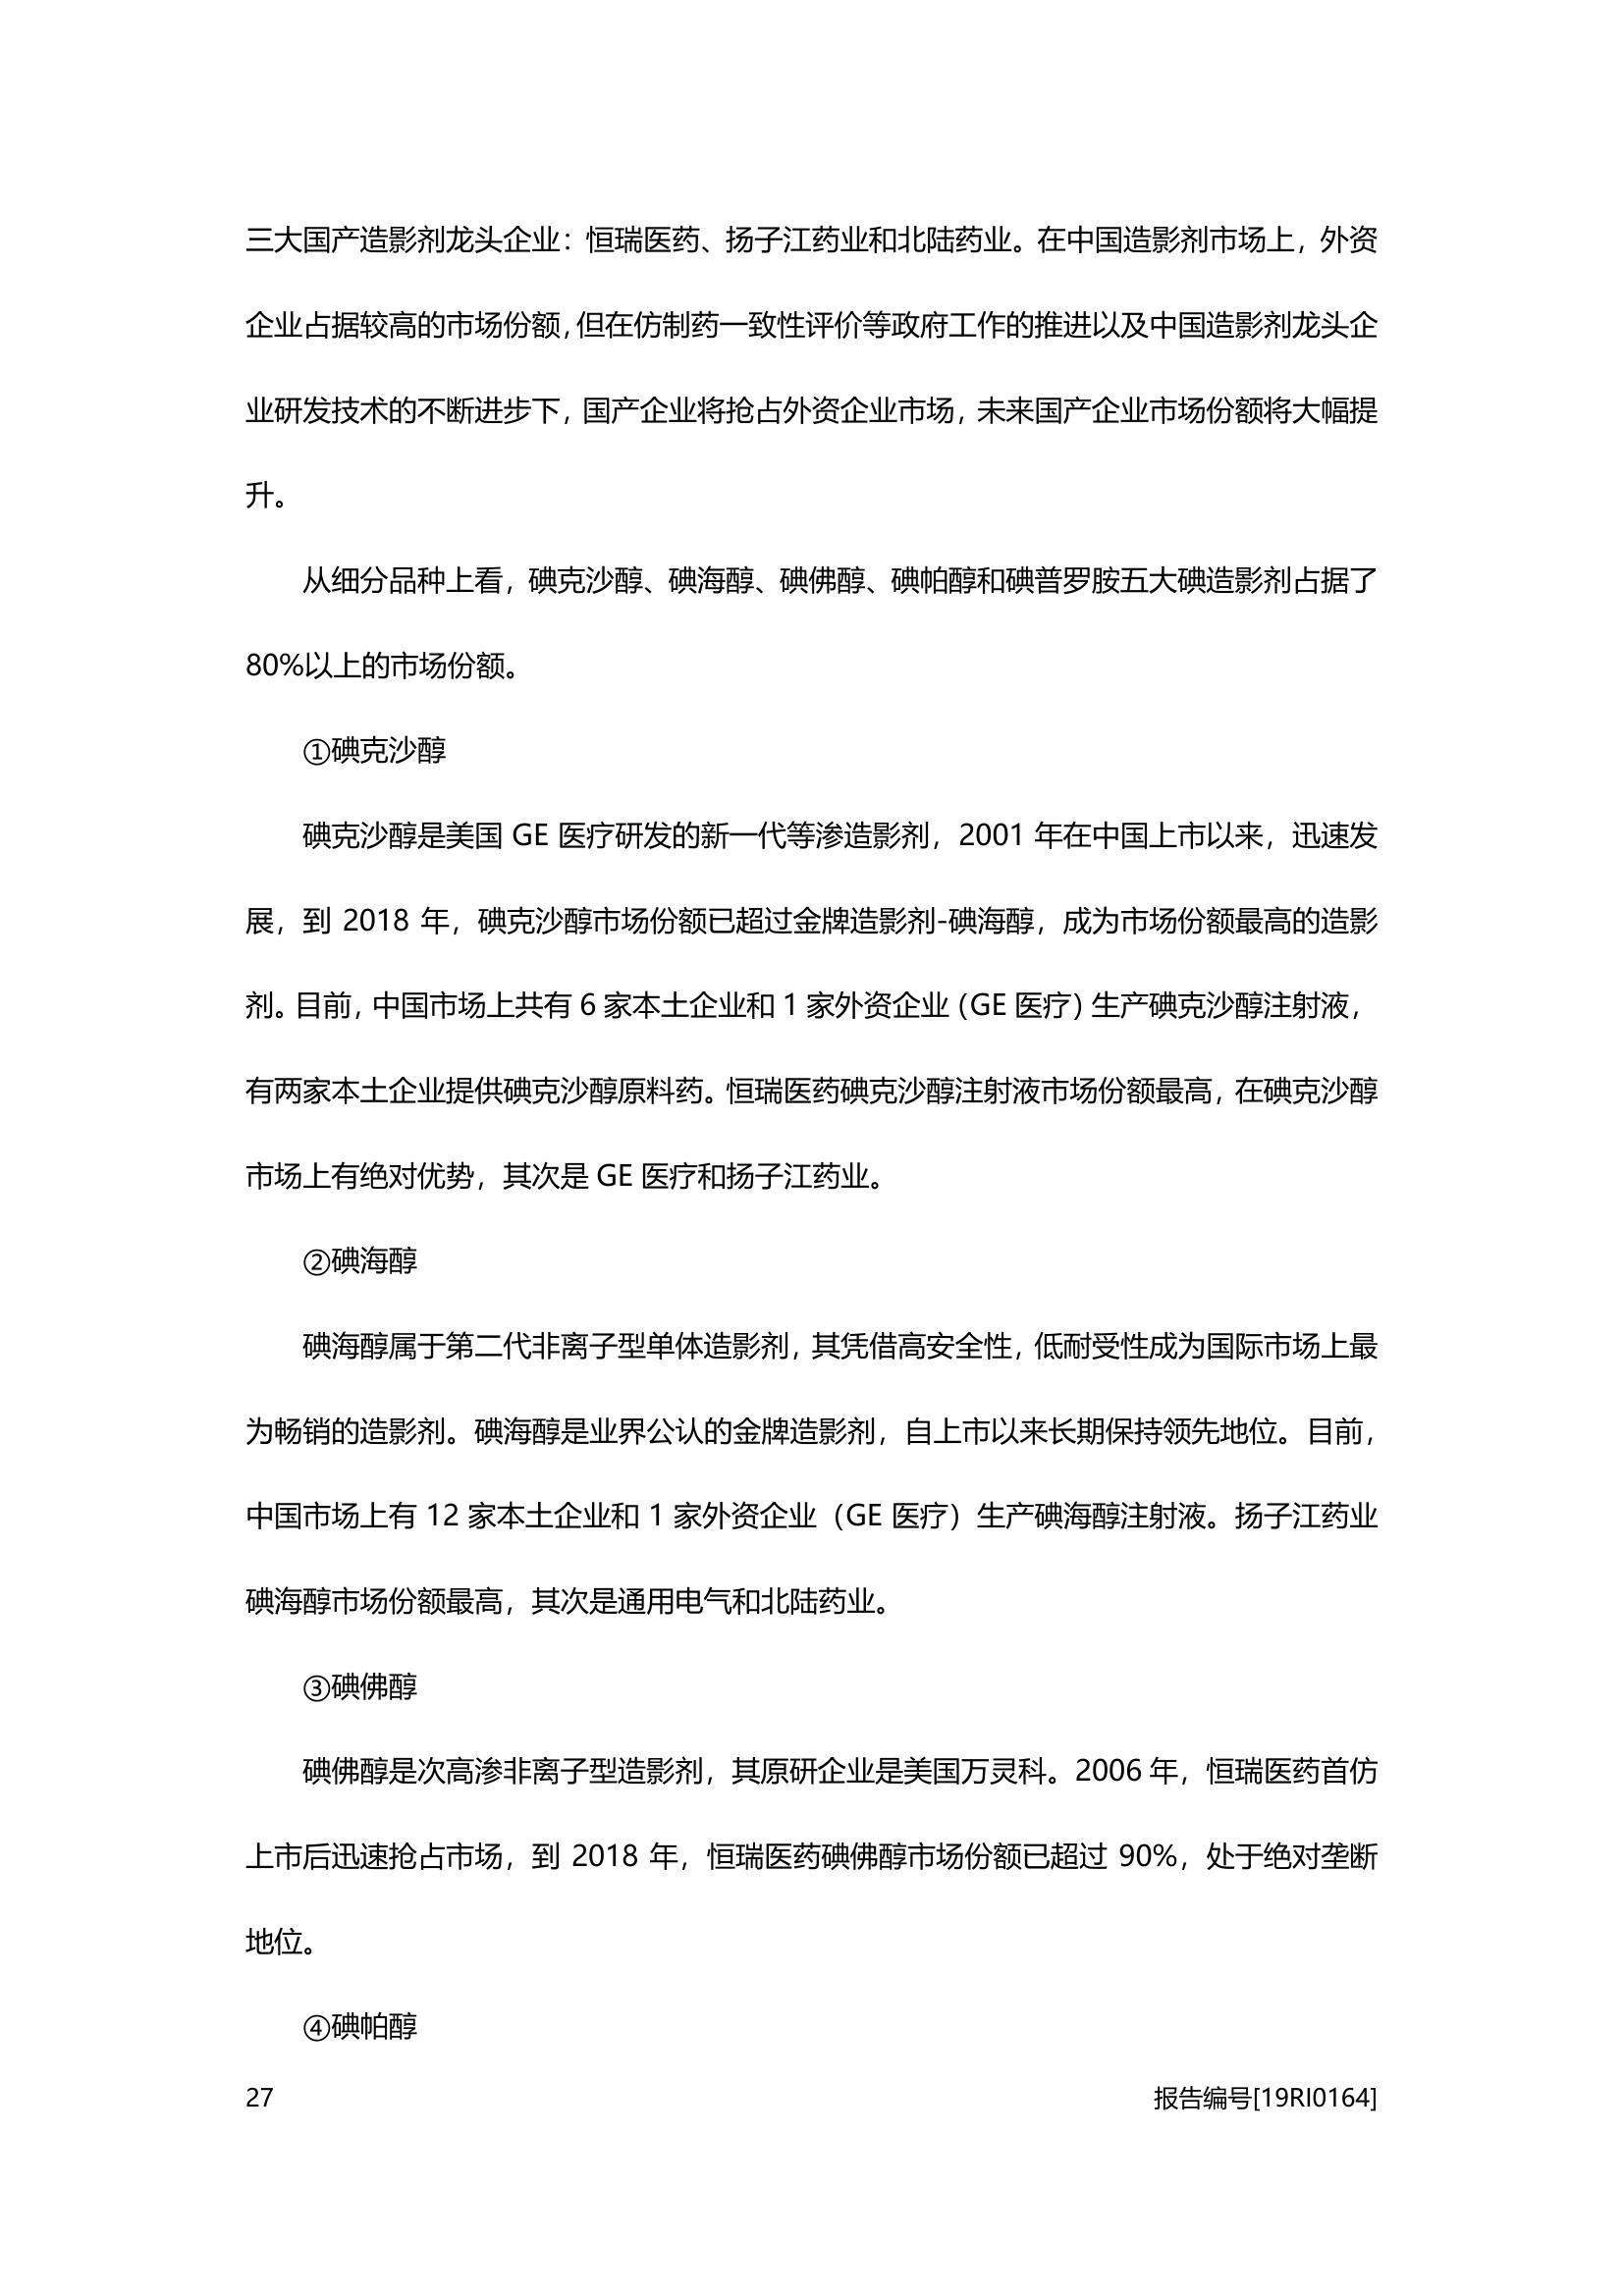 三大国产造影剂龙头企业：恒瑞医药、扬子江药业和北陆药业。在中国造影剂市场上，外资
企业占据较高的市场份额，但在仿制药一致性评价等政府工作的推进以及中国造影剂龙头企
业研发技术的不断进步下，国产企业将抢占外资企业市场，未来国产企业市场份额将大幅提
升。
从细分品种上看，碘克沙醇、碘海醇、碘佛醇、碘帕醇和碘普罗胺五大碘造影剂占据了
80%以上的市场份额。
①碘克沙醇
碘克沙醇是美国 GE 医疗研发的新一代等渗造影剂，2001 年在中国上市以来，迅速发
展，到 2018 年，碘克沙醇市场份额已超过金牌造影剂-碘海醇，成为市场份额最高的造影
剂。目前，中国市场上共有 6 家本土企业和 1 家外资企业（GE 医疗）生产碘克沙醇注射液，
有两家本土企业提供碘克沙醇原料药。恒瑞医药碘克沙醇注射液市场份额最高，在碘克沙醇
市场上有绝对优势，其次是 GE 医疗和扬子江药业。
②碘海醇
碘海醇属于第二代非离子型单体造影剂，其凭借高安全性，低耐受性成为国际市场上最
为畅销的造影剂。碘海醇是业界公认的金牌造影剂，自上市以来长期保持领先地位。目前，
中国市场上有 12 家本土企业和 1 家外资企业（GE 医疗）生产碘海醇注射液。扬子江药业
碘海醇市场份额最高，其次是通用电气和北陆药业。
③碘佛醇
碘佛醇是次高渗非离子型造影剂，其原研企业是美国万灵科。2006 年，恒瑞医药首仿
上市后迅速抢占市场，到 2018 年，恒瑞医药碘佛醇市场份额已超过 90%，处于绝对垄断
地位。
④碘帕醇
27 报告编号[19RI0164]